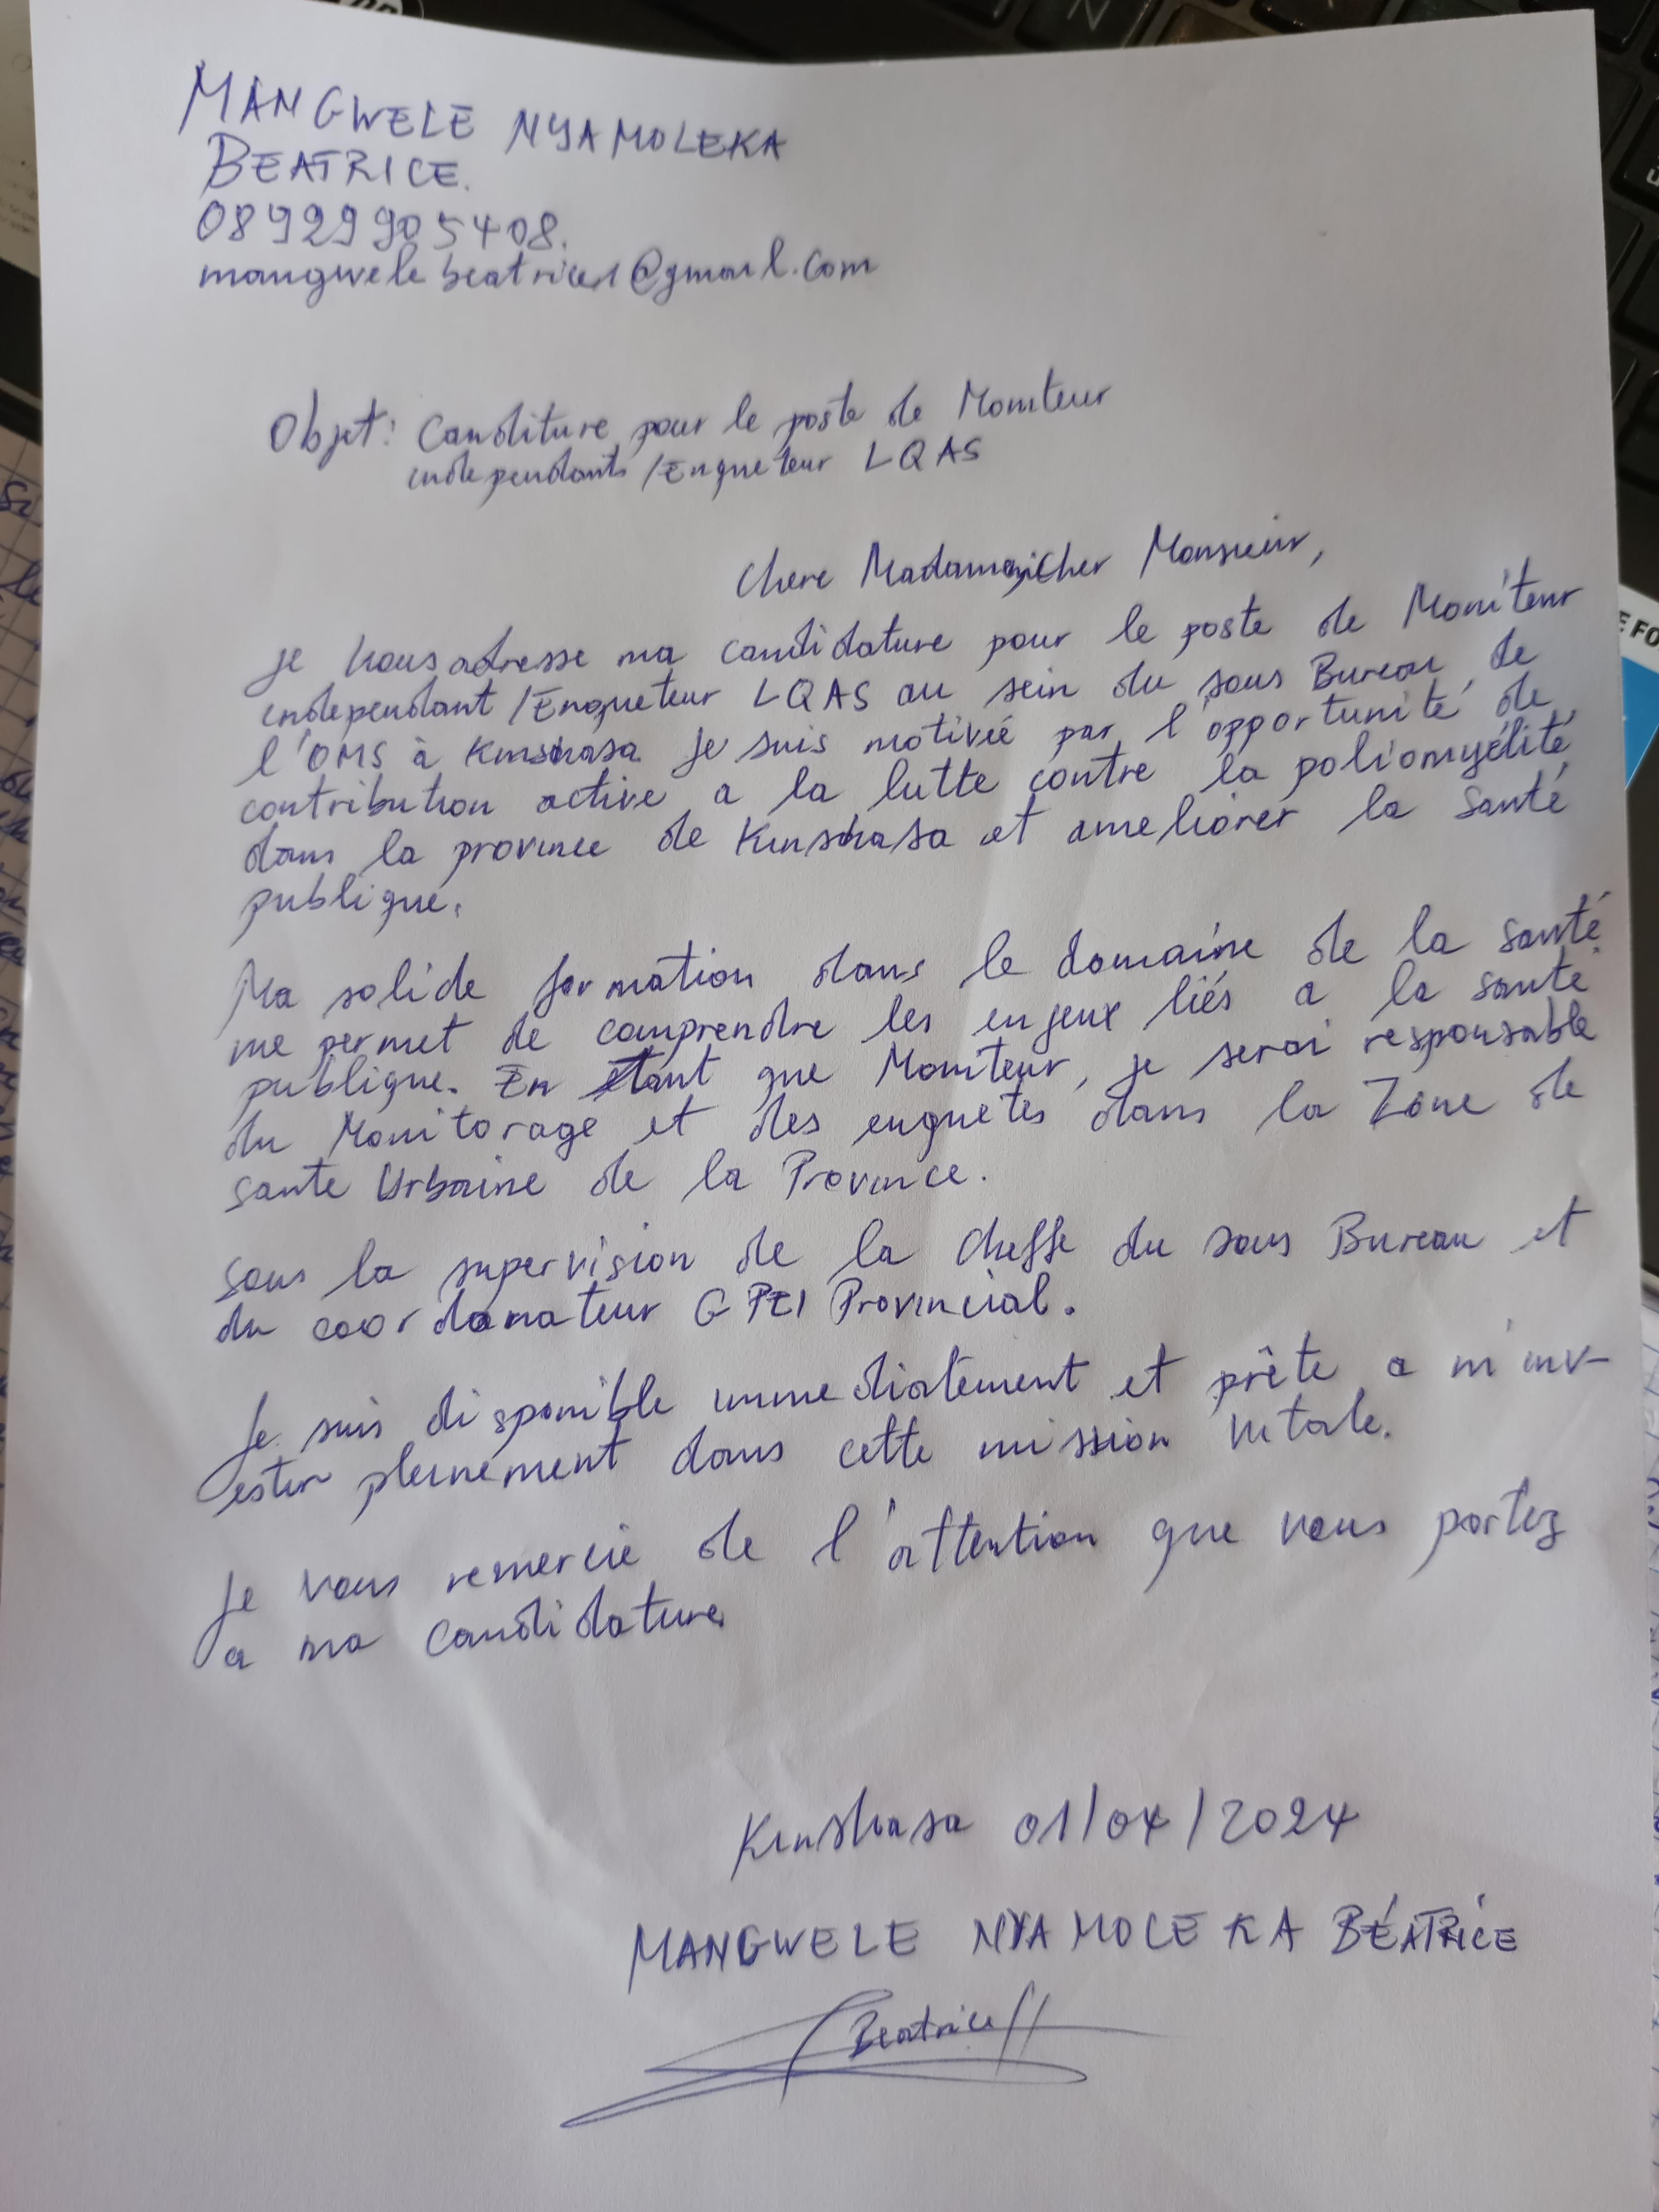 MANGWELE NYAMOLEKA
BEATRICE.
08929905408.
mangwelebeatrice1@gmail.com
Objet: Canditure pour le poste de Moniteur
independants /Enqueteur LQAS
Chere Madame, Cher Monsieur,
je vous adresse ma candidature pour le poste de Moniteur
independant /Enqueteur LQAS au sein du sous Bureau de
l'OMS à Kinshasa. je suis motivée par l'opportunité de
contribution active a la lutte contre la poliomyélite
dans la province de Kinshasa et ameliorer la santé
publique.
Ma solide formation dans le domaine de la santé
me permet de comprendre les enjeux liés a la santé
publique. En tant que Moniteur, je serai responsable
du Monitorage et des enquetes dans la Zone de
sante Urbaine de la Province.
sous la supervision de la cheffe du sous Bureau et
du coordonateur GPEI Provincial.
Je suis disponible immediatement et prête a m'inv-
estir pleinement dans cette mission vitale.
Je vous remercie de l'attention que vous portez
a ma candidature
Kinshasa 01/04/2024
MANGWELE NYAMOLEKA BÉATRICE
Beatrice